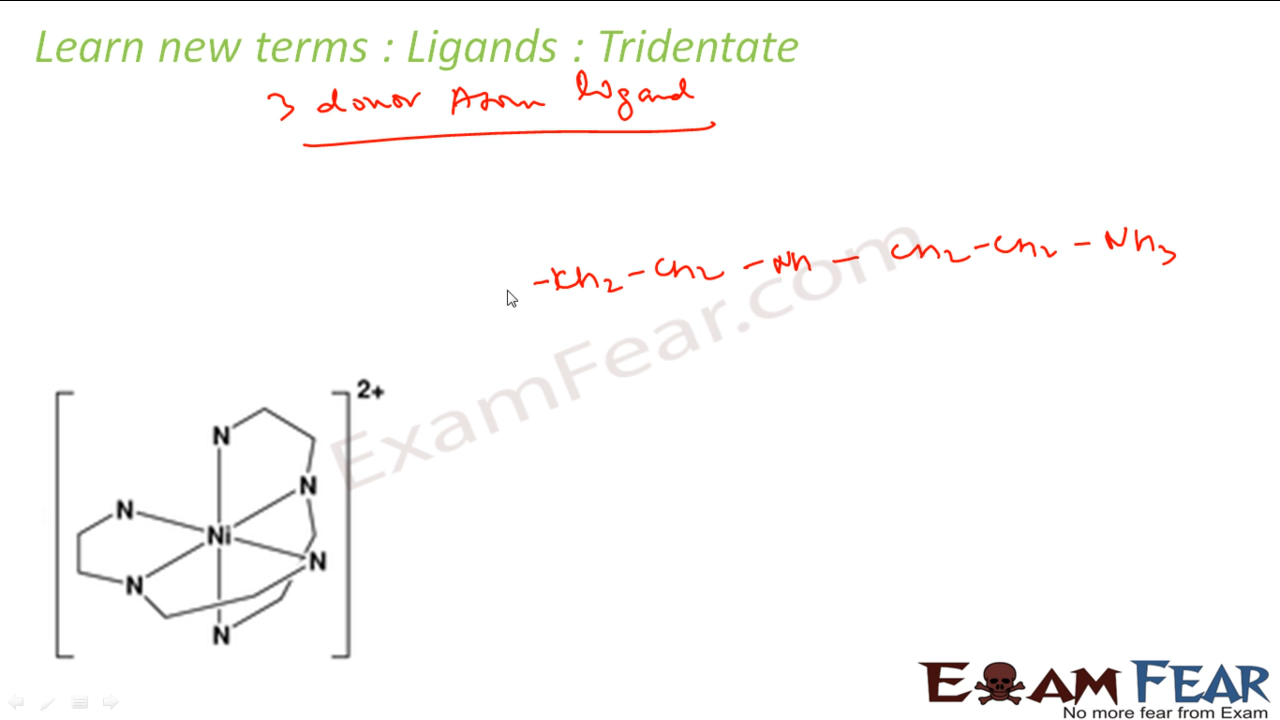 Learn new terms : Ligands : Tridentate
3 donor Atom ligand
-CH2-CH2-NH-CH2-CH2-NH3
ExamFear.com
2+
N
N
N
Ni
N
N
N
EXAM FEAR
No more fear from Exam